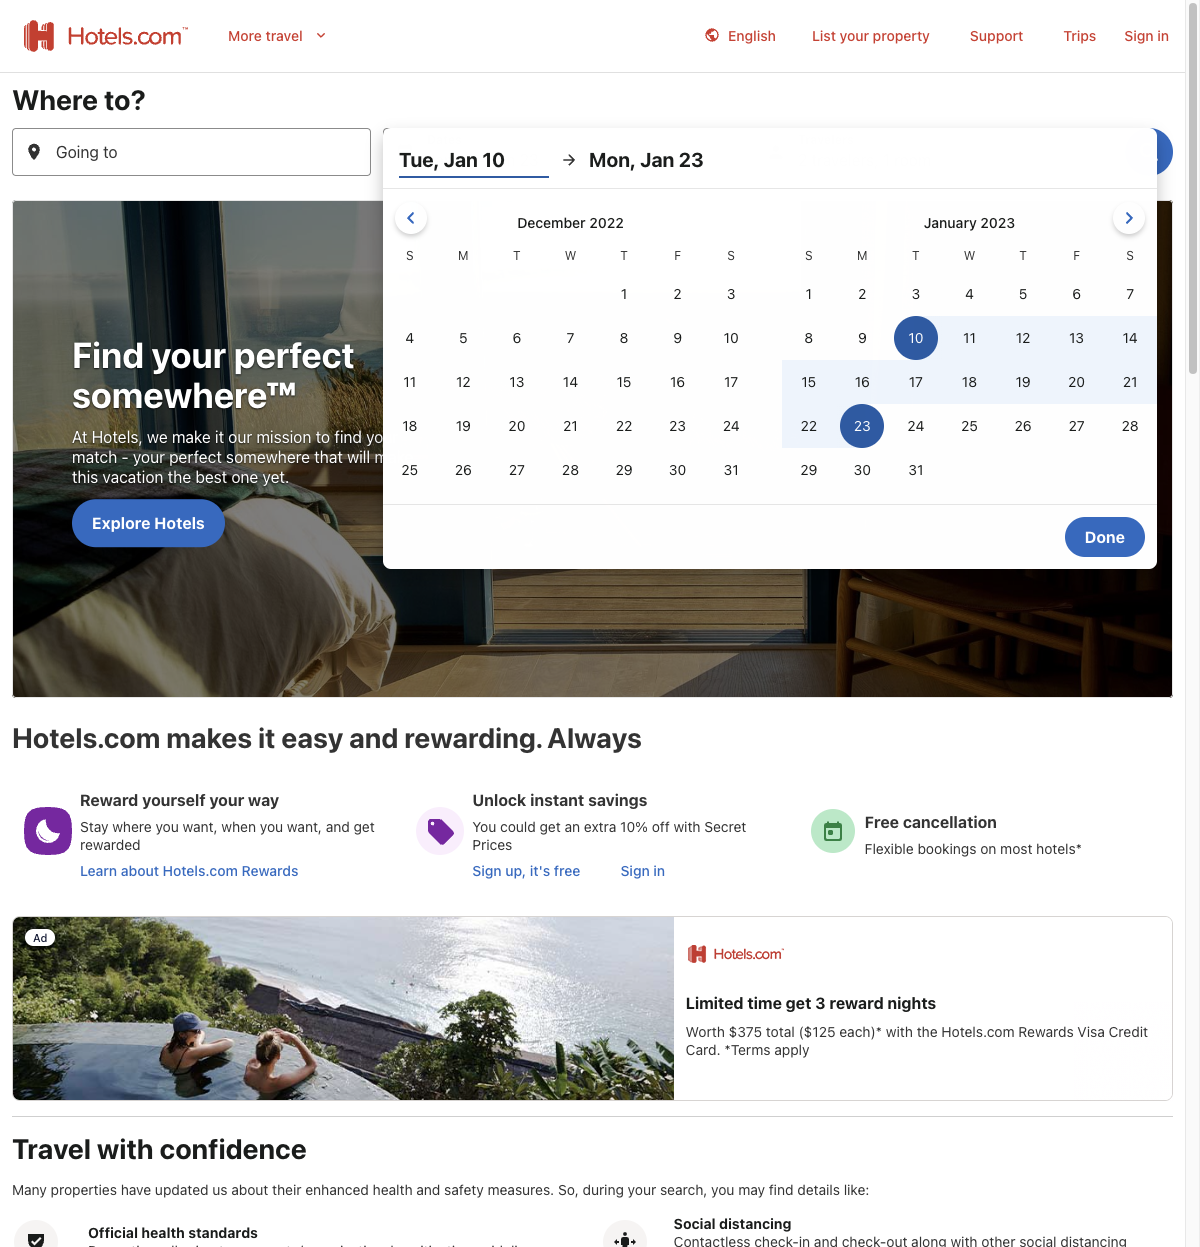 Hotels.com™
More travel
English
List your property
Support
Trips
Sign in
Where to?
Going to
Tue, Jan 10
Mon, Jan 23
December 2022
S M T W T F S
1 2 3
4 5 6 7 8 9 10
11 12 13 14 15 16 17
18 19 20 21 22 23 24
25 26 27 28 29 30 31
January 2023
S M T W T F S
1 2 3 4 5 6 7
8 9 10 11 12 13 14
15 16 17 18 19 20 21
22 23 24 25 26 27 28
29 30 31
Done
Find your perfect
somewhere™
At Hotels, we make it our mission to find
match - your perfect somewhere that will
this vacation the best one yet.
Explore Hotels
Hotels.com makes it easy and rewarding. Always
Reward yourself your way
Stay where you want, when you want, and get
rewarded
Learn about Hotels.com Rewards
Unlock instant savings
You could get an extra 10% off with Secret
Prices
Sign up, it's free
Sign in
Free cancellation
Flexible bookings on most hotels*
Ad
Hotels.com
Limited time get 3 reward nights
Worth $375 total ($125 each)* with the Hotels.com Rewards Visa Credit
Card. *Terms apply
Travel with confidence
Many properties have updated us about their enhanced health and safety measures. So, during your search, you may find details like:
Official health standards
Social distancing
Contactless check-in and check-out along with other social distancing